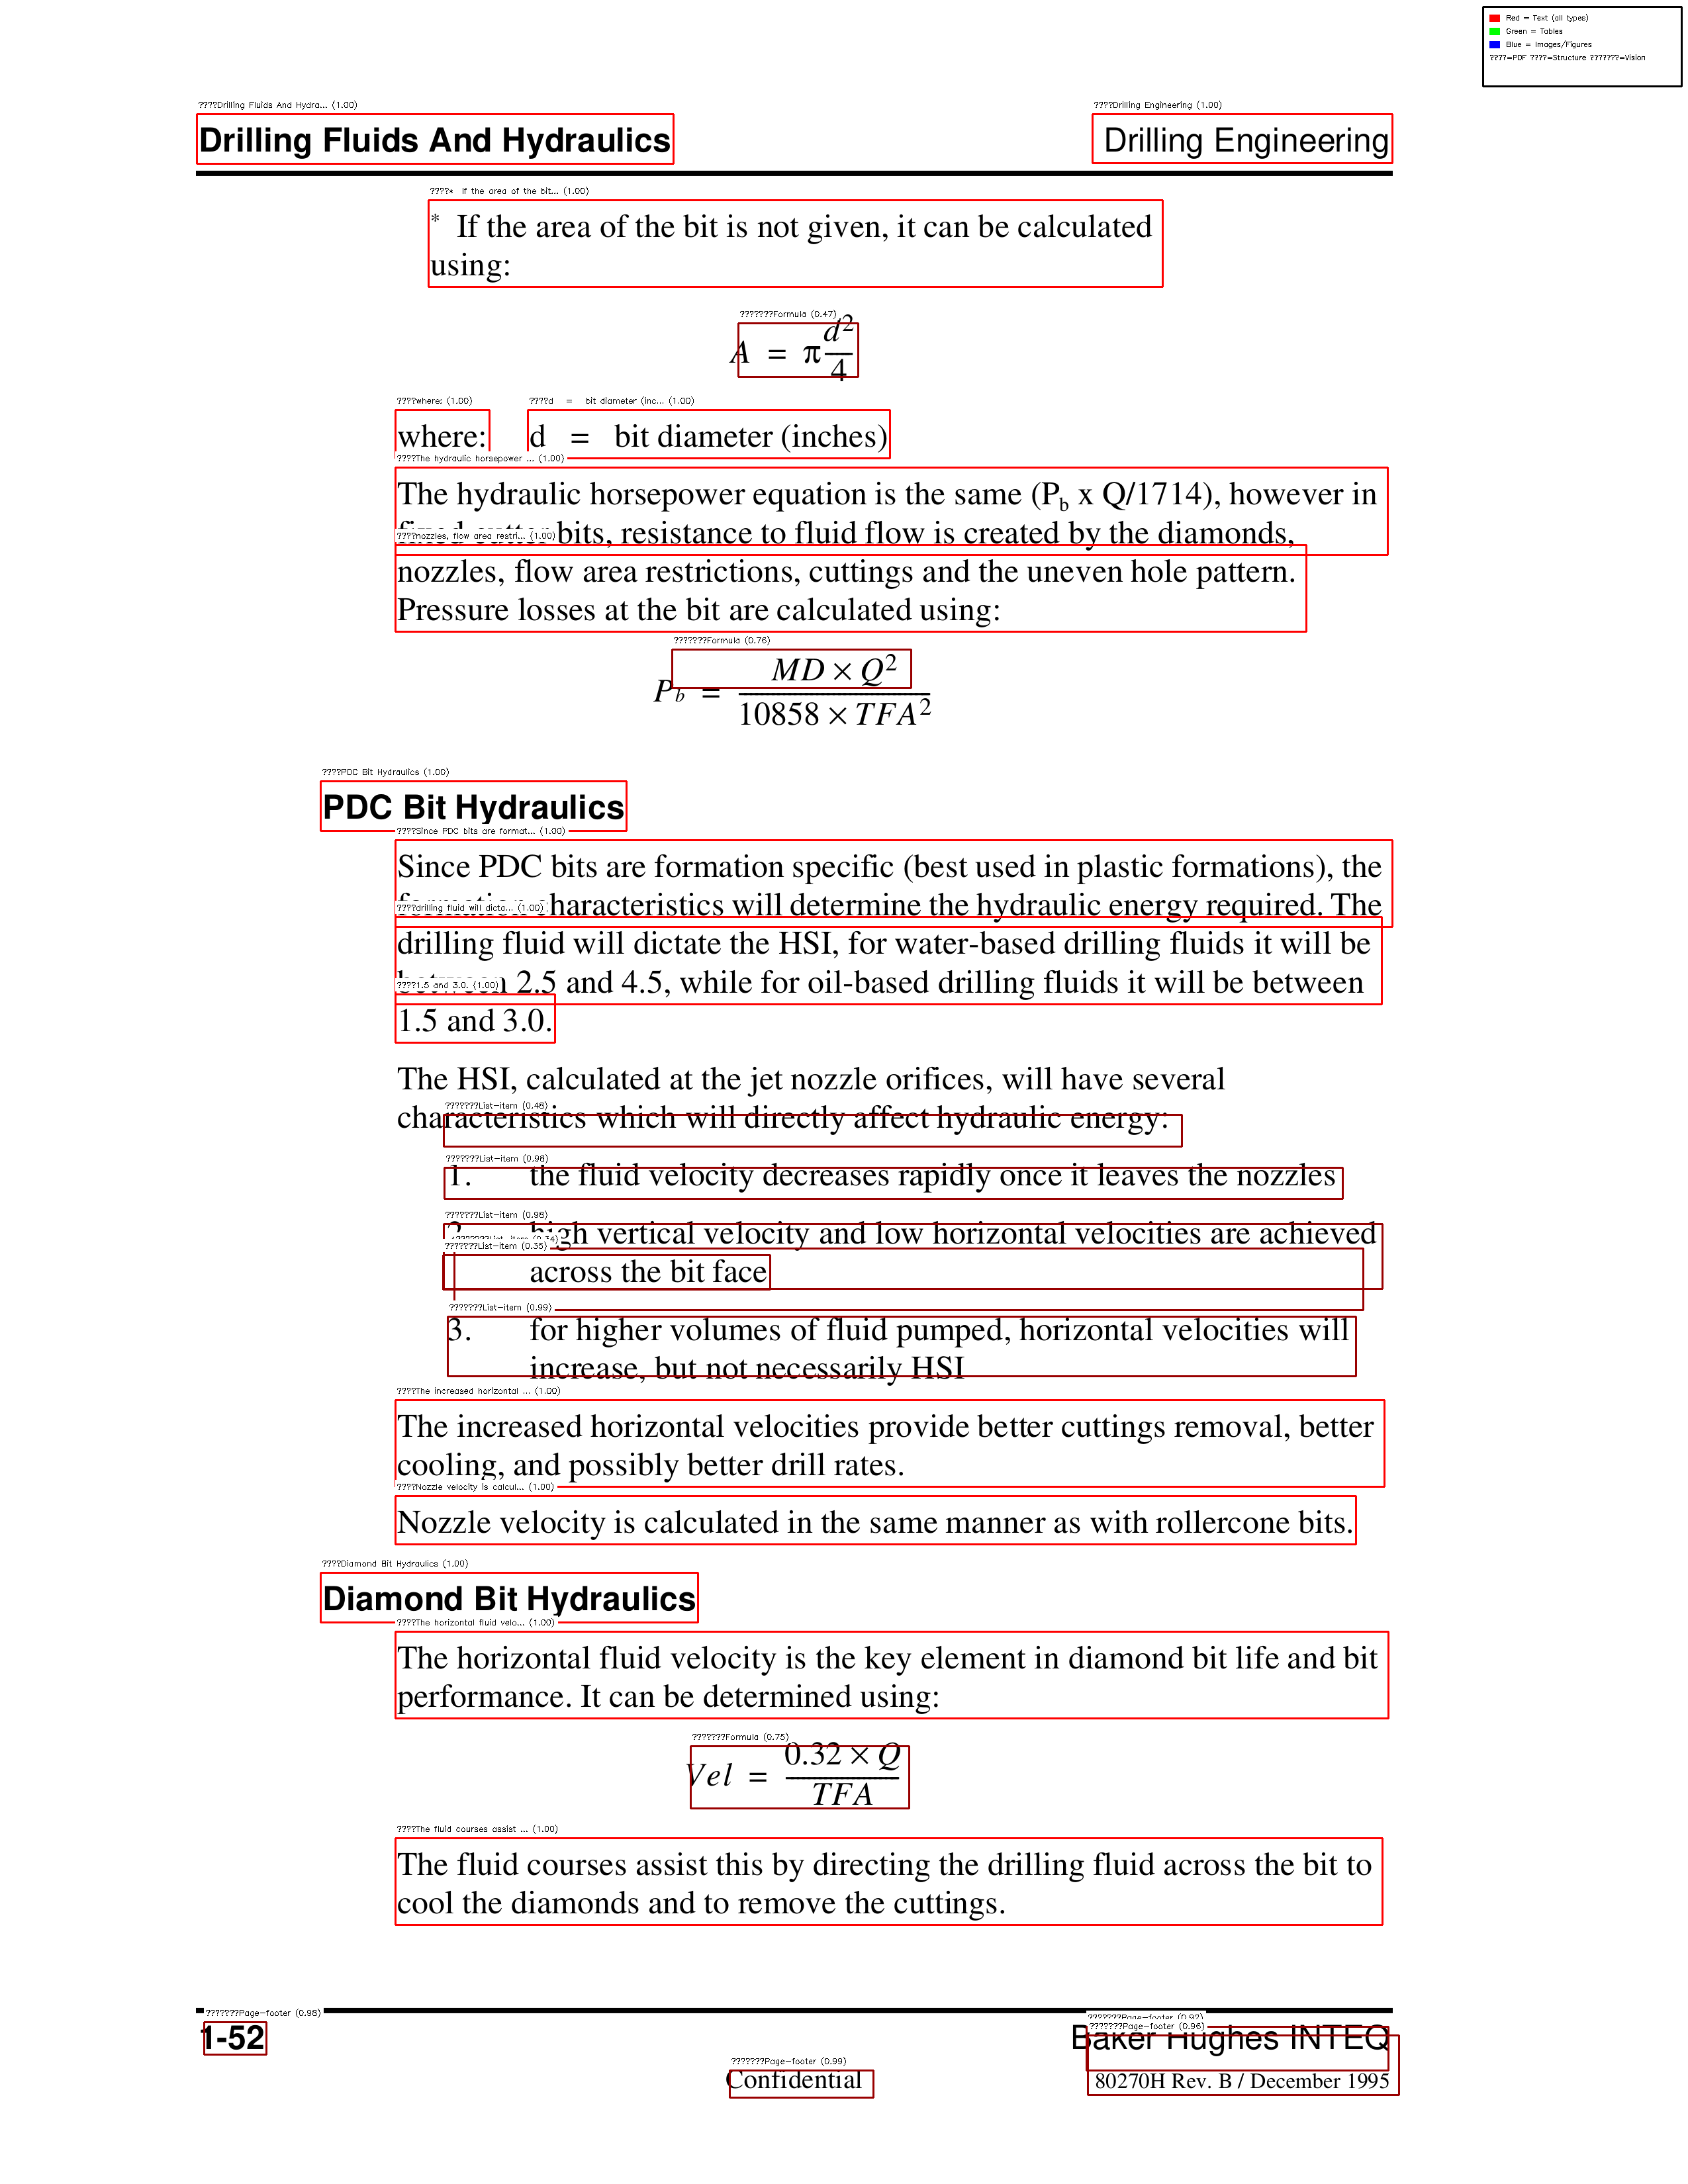 Red = Text (all types)
Green = Tables
Blue = Images/Figures
????=PDF ????=Structure ???????=Vision
????Drilling Fluids And Hydra... (1.00)
????Drilling Engineering (1.00)
Drilling Fluids And Hydraulics
Drilling Engineering
????* If the area of the bit... (1.00)
* If the area of the bit is not given, it can be calculated
using:
???????Formula (0.47)
A = π d²/4
????where: (1.00)
????d = bit diameter (inc... (1.00)
where: d = bit diameter (inches)
????The hydraulic horsepower ... (1.00)
The hydraulic horsepower equation is the same (Pb x Q/1714), however in
fixed cutter bits, resistance to fluid flow is created by the diamonds,
????nozzles, flow area restri... (1.00)
nozzles, flow area restrictions, cuttings and the uneven hole pattern.
Pressure losses at the bit are calculated using:
???????Formula (0.76)
Pb = MD × Q² / 10858 × TFA²
????PDC Bit Hydraulics (1.00)
PDC Bit Hydraulics
????Since PDC bits are format... (1.00)
Since PDC bits are formation specific (best used in plastic formations), the
formation characteristics will determine the hydraulic energy required. The
????drilling fluid will dicta... (1.00)
drilling fluid will dictate the HSI, for water-based drilling fluids it will be
between 2.5 and 4.5, while for oil-based drilling fluids it will be between
????1.5 and 3.0. (1.00)
1.5 and 3.0.
The HSI, calculated at the jet nozzle orifices, will have several
???????List-item (0.48)
characteristics which will directly affect hydraulic energy:
???????List-item (0.96)
1. the fluid velocity decreases rapidly once it leaves the nozzles
???????List-item (0.98)
2. high vertical velocity and low horizontal velocities are achieved
???????List-item (0.34)
???????List-item (0.35)
across the bit face
???????List-item (0.99)
3. for higher volumes of fluid pumped, horizontal velocities will
increase, but not necessarily HSI
????The increased horizontal ... (1.00)
The increased horizontal velocities provide better cuttings removal, better
cooling, and possibly better drill rates.
????Nozzle velocity is calcul... (1.00)
Nozzle velocity is calculated in the same manner as with rollercone bits.
????Diamond Bit Hydraulics (1.00)
Diamond Bit Hydraulics
????The horizontal fluid velo... (1.00)
The horizontal fluid velocity is the key element in diamond bit life and bit
performance. It can be determined using:
???????Formula (0.75)
Vel = 0.32 × Q / TFA
????The fluid courses assist ... (1.00)
The fluid courses assist this by directing the drilling fluid across the bit to
cool the diamonds and to remove the cuttings.
???????Page-footer (0.98)
???????Page-footer (0.92)
???????Page-footer (0.96)
1-52
Baker Hughes INTEQ
???????Page-footer (0.99)
Confidential
80270H Rev. B / December 1995